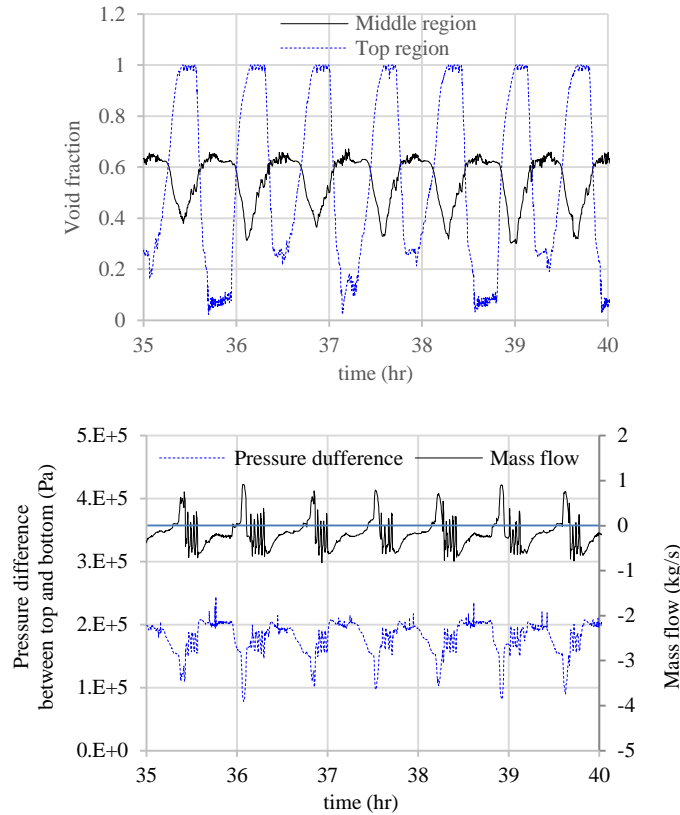 1.2
1
0.8
0.6
0.4
0.2
0
Void fraction
Middle region
Top region
35
36
37
38
39
40
time (hr)
5.E+5
4.E+5
3.E+5
2.E+5
1.E+5
0.E+0
Pressure difference
between top and bottom (Pa)
Pressure dufference
Mass flow
2
1
0
-1
-2
-3
-4
-5
Mass flow (kg/s)
35
36
37
38
39
40
time (hr)